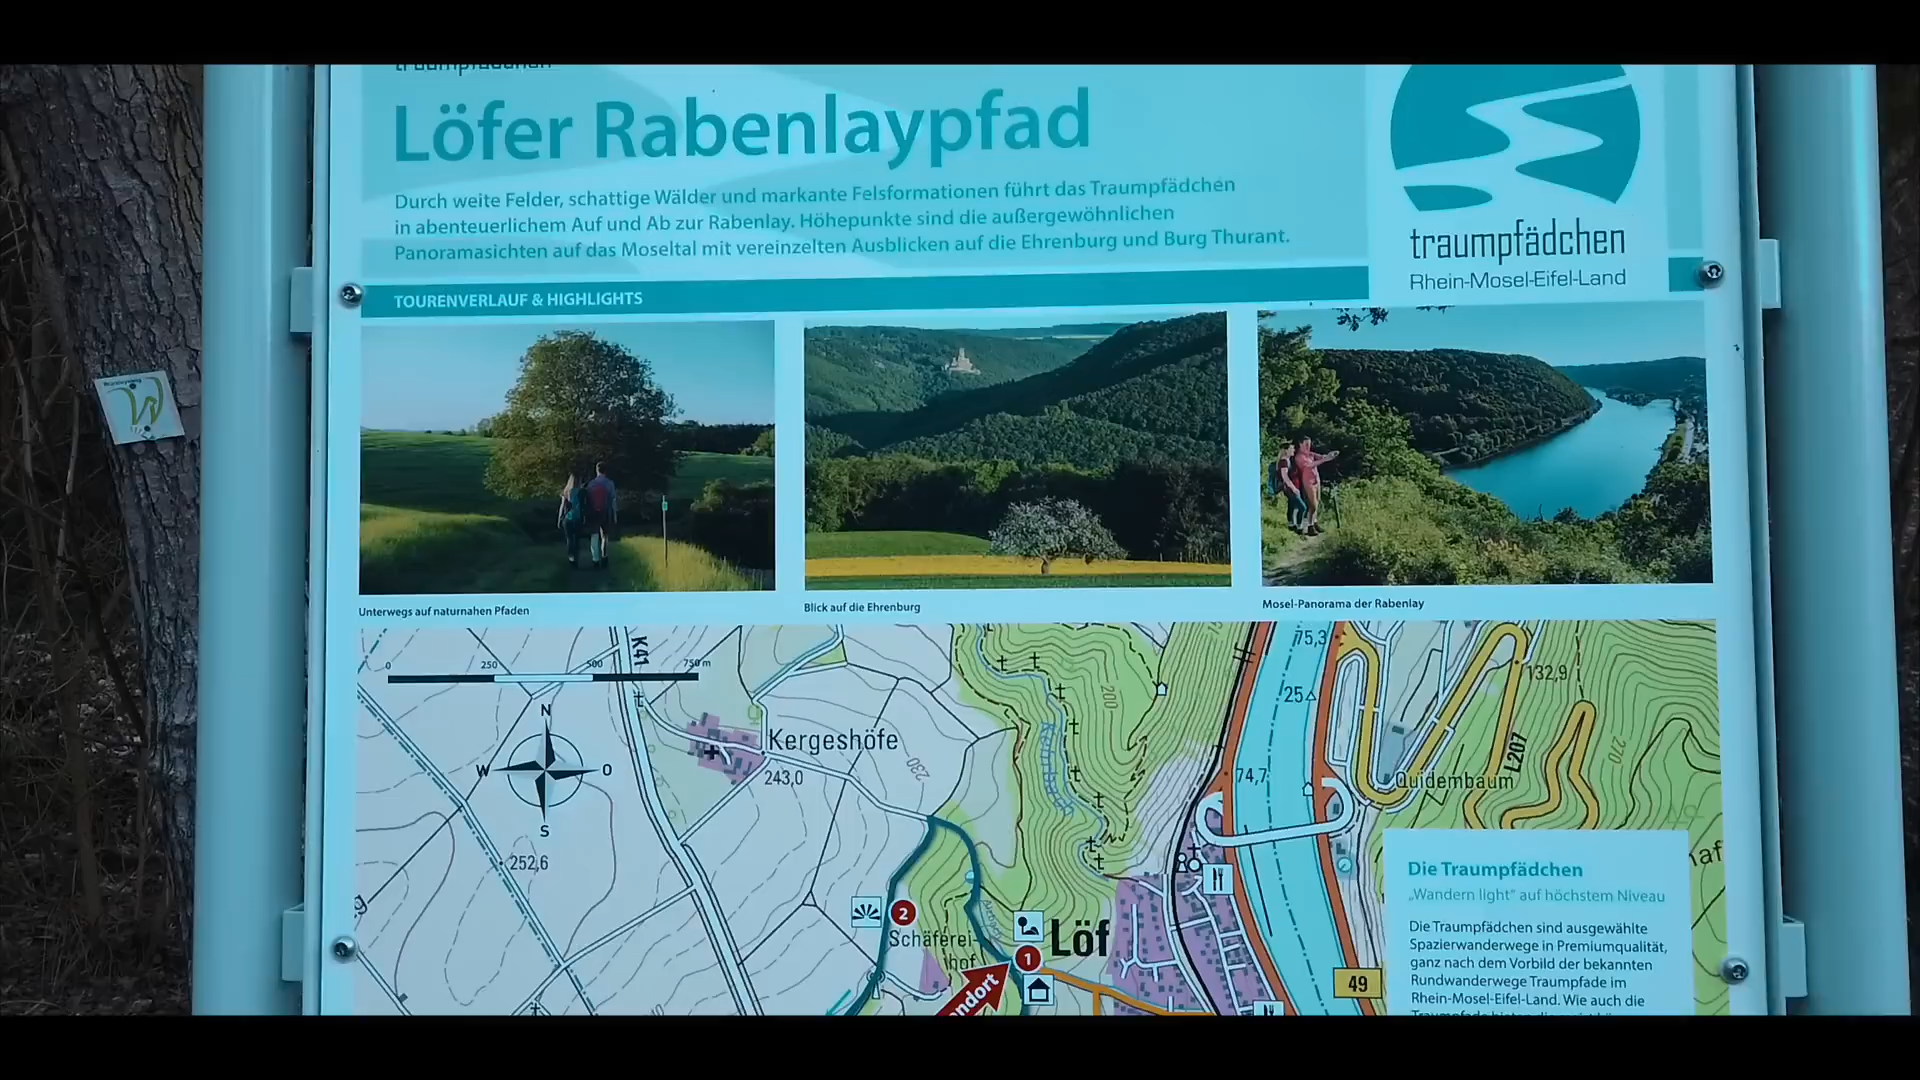 traumpfädchen
Löfer Rabenlaypfad
Durch weite Felder, schattige Wälder und markante Felsformationen führt das Traumpfädchen
in abenteuerlichem Auf und Ab zur Rabenlay. Höhepunkte sind die außergewöhnlichen
Panoramasichten auf das Moseltal mit vereinzelten Ausblicken auf die Ehrenburg und Burg Thurant.
traumpfädchen
Rhein-Mosel-Eifel-Land
TOURENVERLAUF & HIGHLIGHTS
Unterwegs auf naturnahen Pfaden
Blick auf die Ehrenburg
Mosel-Panorama der Rabenlay
0 250 500 750 m
K41
N
W O
S
Kergeshöfe
243,0
252,6
230
200
75,3
25
74,7
132,9
270
L207
Quidembaum
2
Schäferei-
hof
1
Löf
49
Die Traumpfädchen
„Wandern light“ auf höchstem Niveau
Die Traumpfädchen sind ausgewählte
Spazierwanderwege in Premiumqualität,
ganz nach dem Vorbild der bekannten
Rundwanderwege Traumpfade im
Rhein-Mosel-Eifel-Land. Wie auch die